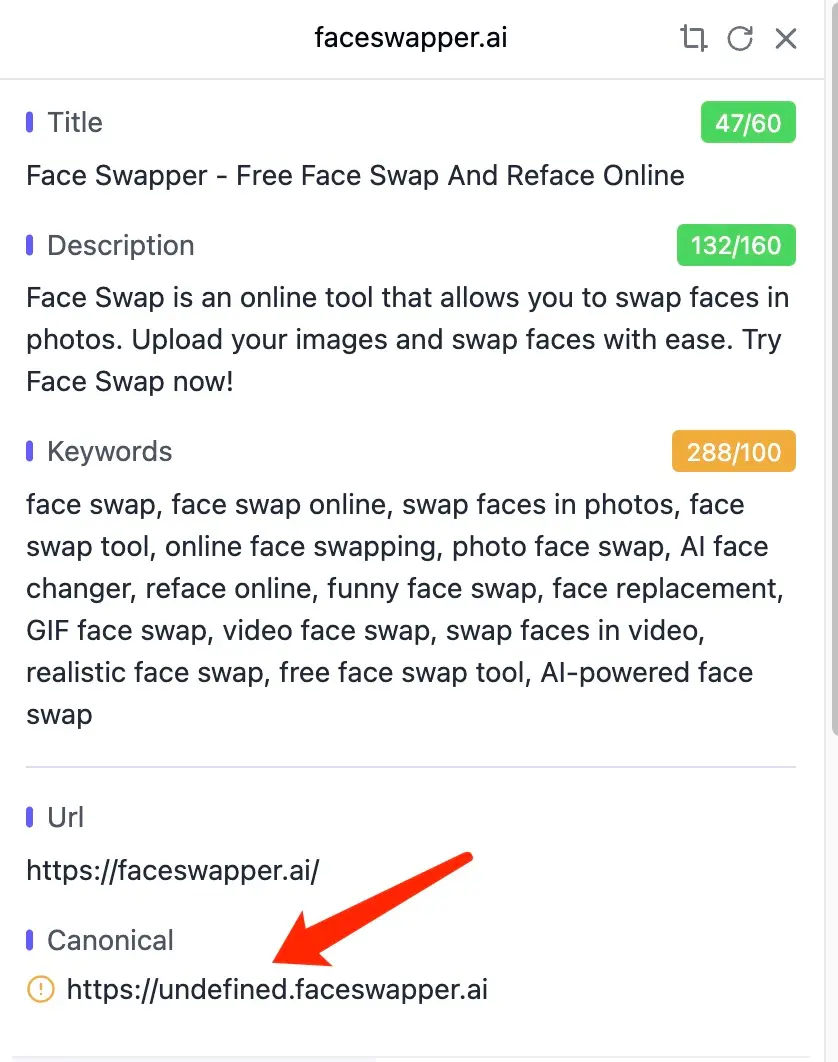 faceswapper.ai
Title
47/60
Face Swapper - Free Face Swap And Reface Online
Description
132/160
Face Swap is an online tool that allows you to swap faces in
photos. Upload your images and swap faces with ease. Try
Face Swap now!
Keywords
288/100
face swap, face swap online, swap faces in photos, face
swap tool, online face swapping, photo face swap, AI face
changer, reface online, funny face swap, face replacement,
GIF face swap, video face swap, swap faces in video,
realistic face swap, free face swap tool, AI-powered face
swap
Url
https://faceswapper.ai/
Canonical
https://undefined.faceswapper.ai